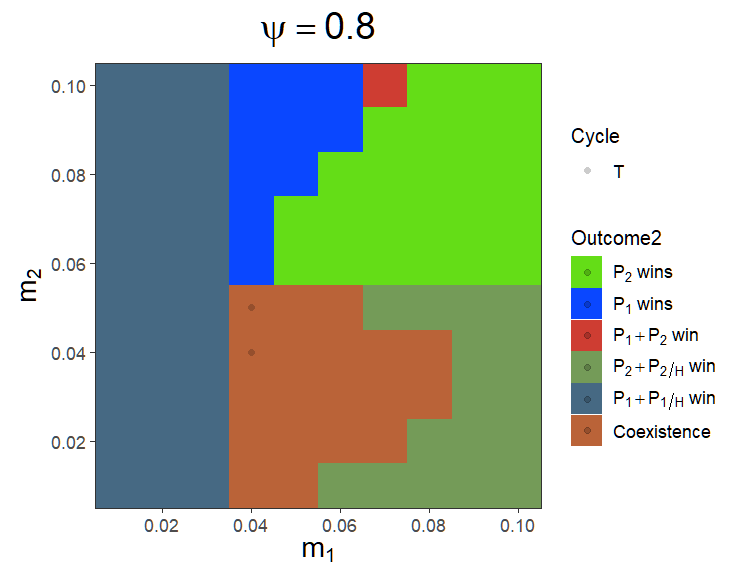 ψ = 0.8
0.10
0.08
0.06
0.04
0.02
m₂
0.02 0.04 0.06 0.08 0.10
m₁
Cycle
T
Outcome2
P₂ wins
P₁ wins
P₁+P₂ win
P₂+P₂/H win
P₁+P₁/H win
Coexistence